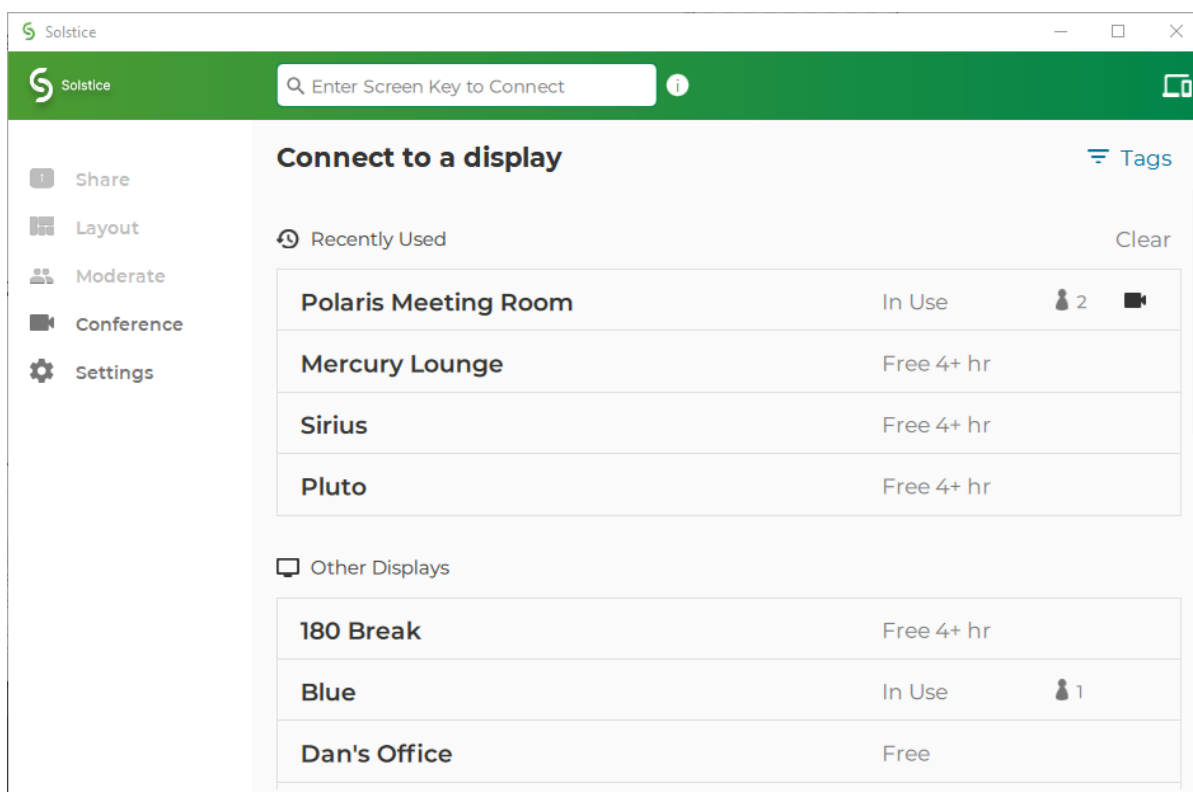 Solstice
Solstice
Enter Screen Key to Connect
Connect to a display
Tags
Share
Layout
Moderate
Conference
Settings
Recently Used
Clear
Polaris Meeting Room In Use 2
Mercury Lounge Free 4+ hr
Sirius Free 4+ hr
Pluto Free 4+ hr
Other Displays
180 Break Free 4+ hr
Blue In Use 1
Dan's Office Free